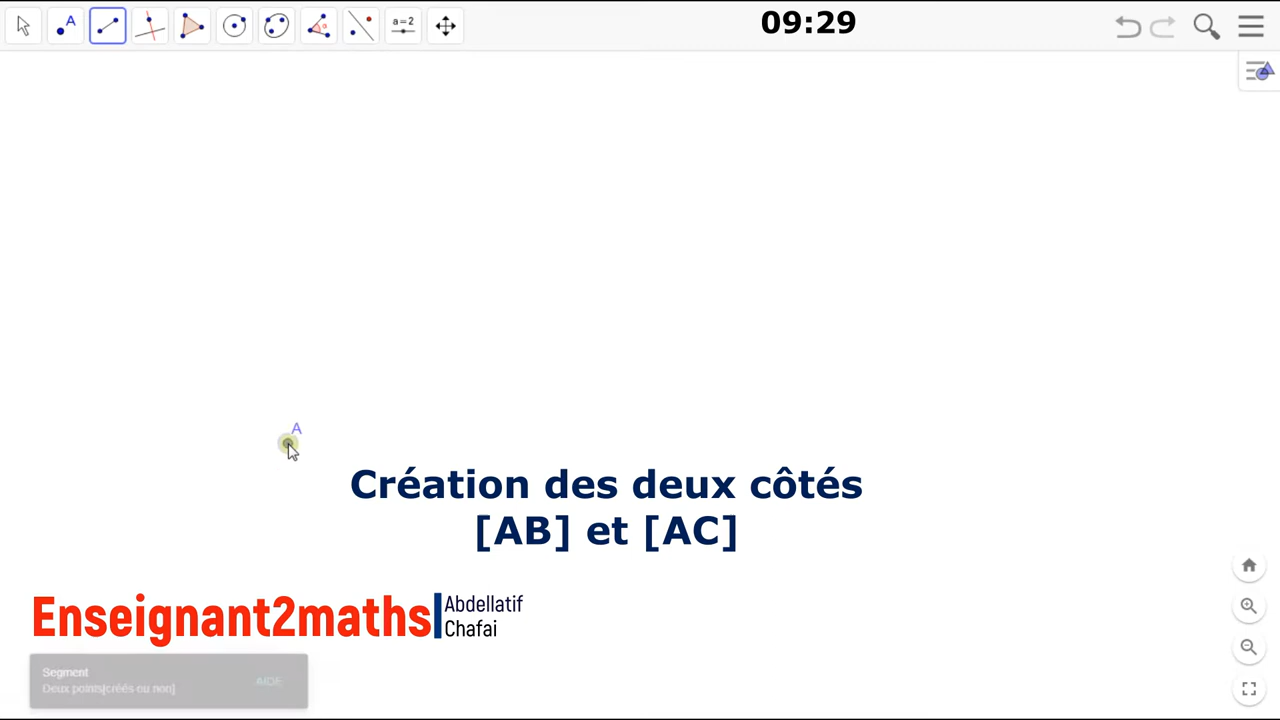 A
a=2
09:29
A
Création des deux côtés
[AB] et [AC]
Enseignant2maths
Abdellatif
Chafai
Segment
Deux points[créés ou non]
AIDE